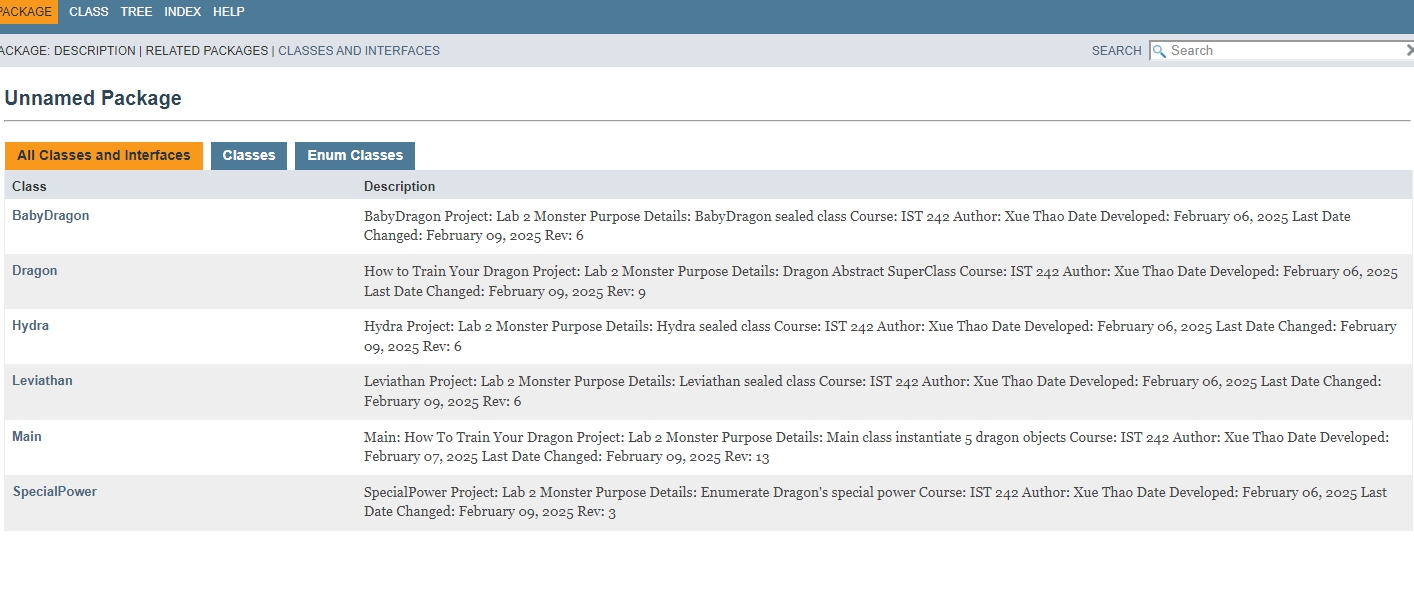 PACKAGE CLASS TREE INDEX HELP
ACKAGE: DESCRIPTION | RELATED PACKAGES | CLASSES AND INTERFACES SEARCH Search
Unnamed Package
All Classes and Interfaces Classes Enum Classes
Class Description
BabyDragon BabyDragon Project: Lab 2 Monster Purpose Details: BabyDragon sealed class Course: IST 242 Author: Xue Thao Date Developed: February 06, 2025 Last Date
Changed: February 09, 2025 Rev: 6
Dragon How to Train Your Dragon Project: Lab 2 Monster Purpose Details: Dragon Abstract SuperClass Course: IST 242 Author: Xue Thao Date Developed: February 06, 2025
Last Date Changed: February 09, 2025 Rev: 9
Hydra Hydra Project: Lab 2 Monster Purpose Details: Hydra sealed class Course: IST 242 Author: Xue Thao Date Developed: February 06, 2025 Last Date Changed: February
09, 2025 Rev: 6
Leviathan Leviathan Project: Lab 2 Monster Purpose Details: Leviathan sealed class Course: IST 242 Author: Xue Thao Date Developed: February 06, 2025 Last Date Changed:
February 09, 2025 Rev: 6
Main Main: How To Train Your Dragon Project: Lab 2 Monster Purpose Details: Main class instantiate 5 dragon objects Course: IST 242 Author: Xue Thao Date Developed:
February 07, 2025 Last Date Changed: February 09, 2025 Rev: 13
SpecialPower SpecialPower Project: Lab 2 Monster Purpose Details: Enumerate Dragon's special power Course: IST 242 Author: Xue Thao Date Developed: February 06, 2025 Last
Date Changed: February 09, 2025 Rev: 3